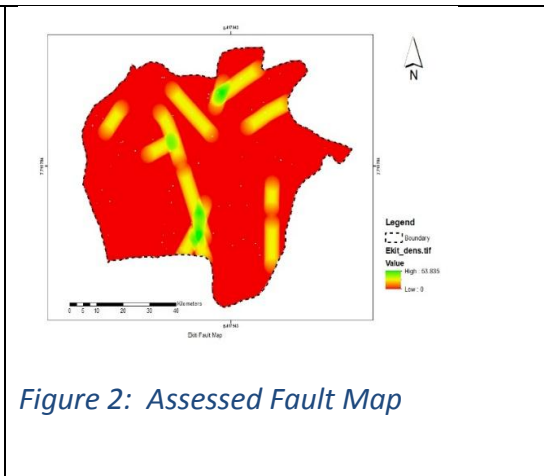 N
Legend
Boundary
Ekit_dens.tif
Value
High : 53.835
Low : 0
0 5 10 20 30 40
Kilometers
Ekiti Fault Map
Figure 2: Assessed Fault Map